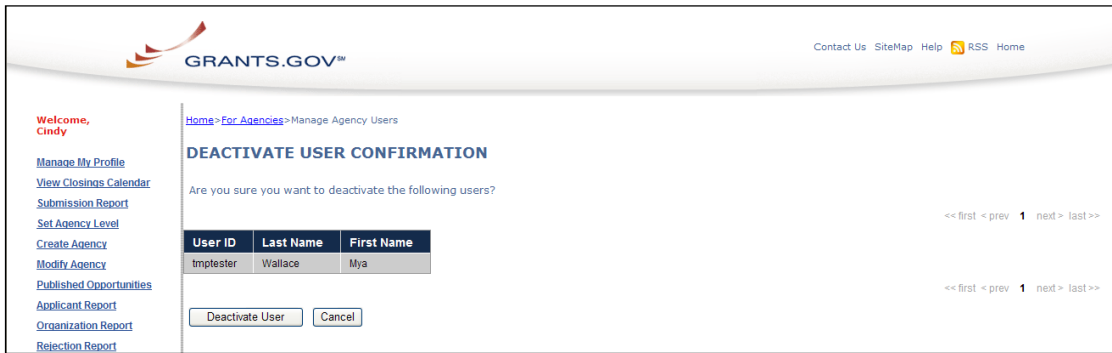 GRANTS.GOV℠
Contact Us SiteMap Help RSS Home
Welcome,
Cindy
Manage My Profile
View Closings Calendar
Submission Report
Set Agency Level
Create Agency
Modify Agency
Published Opportunities
Applicant Report
Organization Report
Rejection Report
Home>For Agencies>Manage Agency Users
DEACTIVATE USER CONFIRMATION
Are you sure you want to deactivate the following users?
<< first < prev 1 next > last >>
User ID Last Name First Name
tmptester Wallace Mya
<< first < prev 1 next > last >>
Deactivate User Cancel